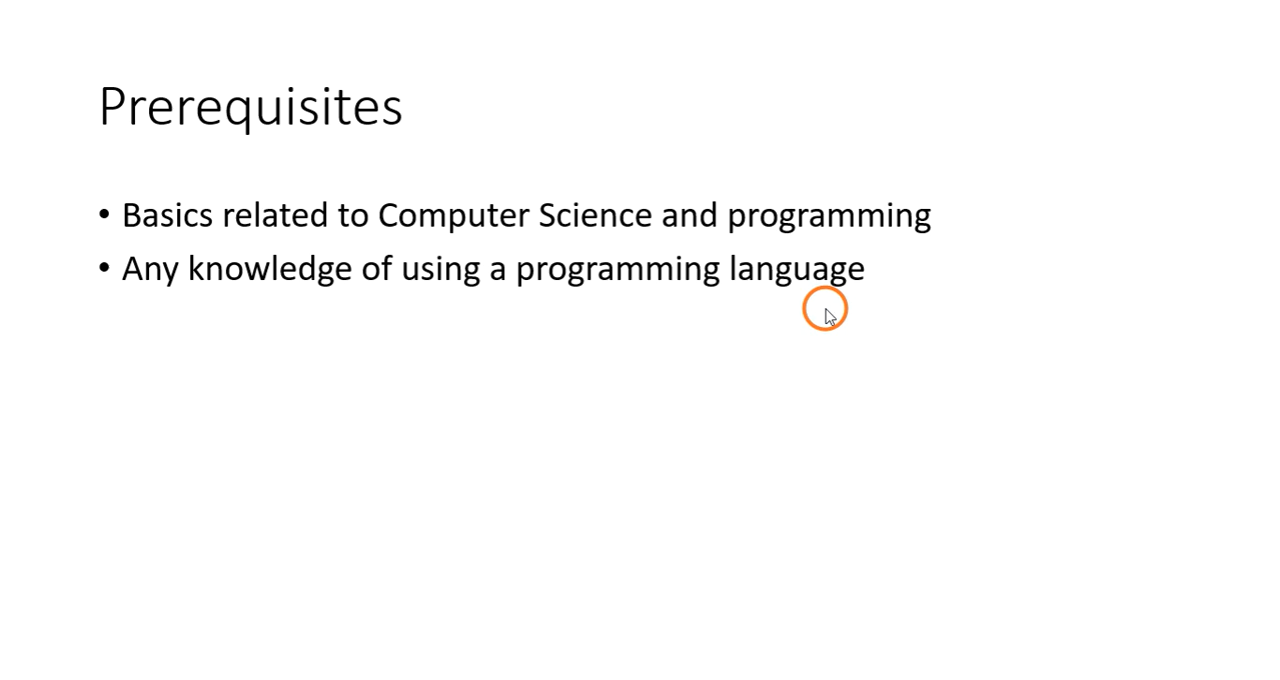 Prerequisites
• Basics related to Computer Science and programming
• Any knowledge of using a programming language